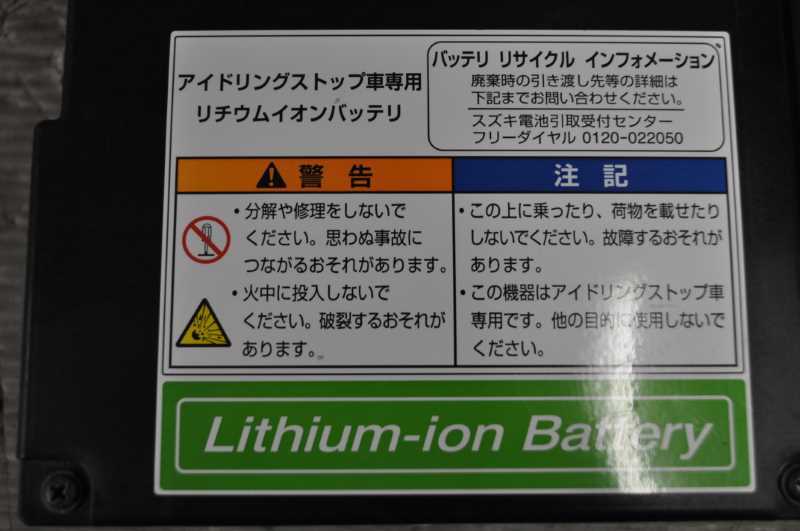 アイドリングストップ車専用
リチウムイオンバッテリ
バッテリ リサイクル インフォメーション
廃棄時の引き渡し先等の詳細は
下記までお問い合わせください。
スズキ電池引取受付センター
フリーダイヤル 0120-022050
警告
・分解や修理をしないで
ください。思わぬ事故に
つながるおそれがあります。
・火中に投入しないで
ください。破裂するおそれが
あります。
注記
・この上に乗ったり、荷物を載せたり
しないでください。故障するおそれが
あります。
・この機器はアイドリングストップ車
専用です。他の目的に使用しないで
ください。
Lithium-ion Battery